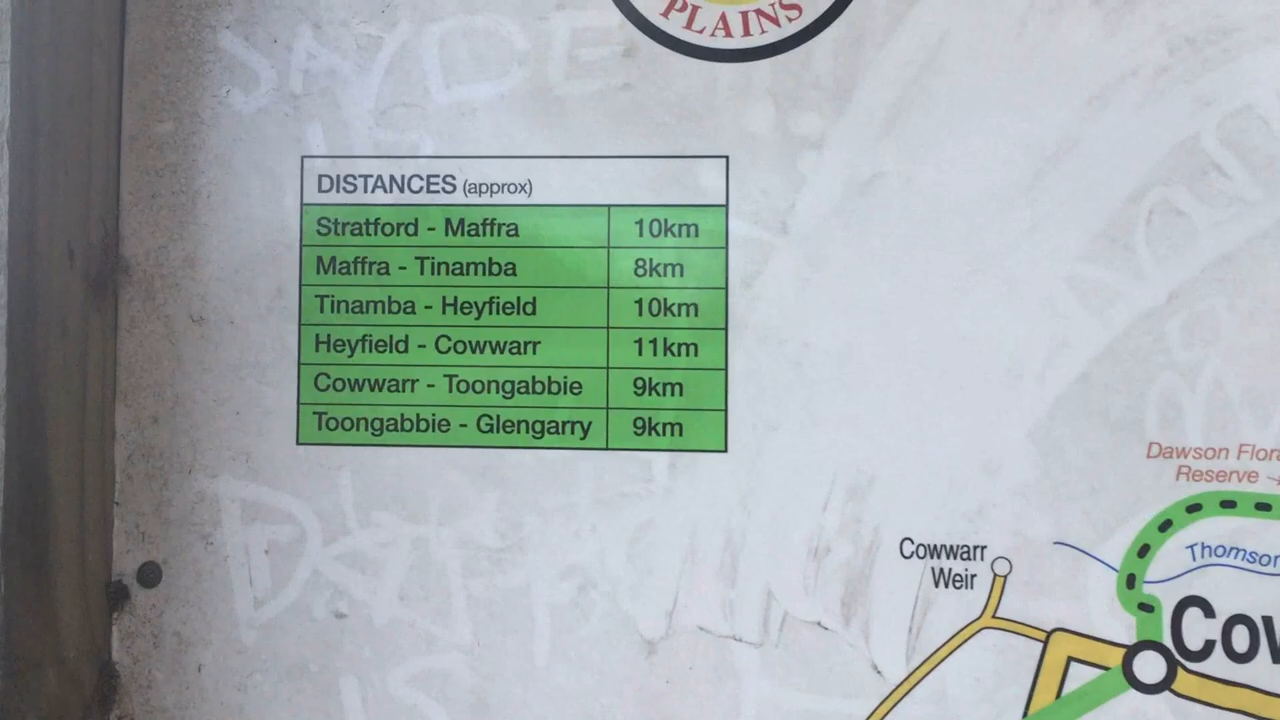 PLAINS
DISTANCES (approx)
Stratford - Maffra 10km
Maffra - Tinamba 8km
Tinamba - Heyfield 10km
Heyfield - Cowwarr 11km
Cowwarr - Toongabbie 9km
Toongabbie - Glengarry 9km
Dawson Flora
Reserve →
Cowwarr
Weir
Thomson
Cow